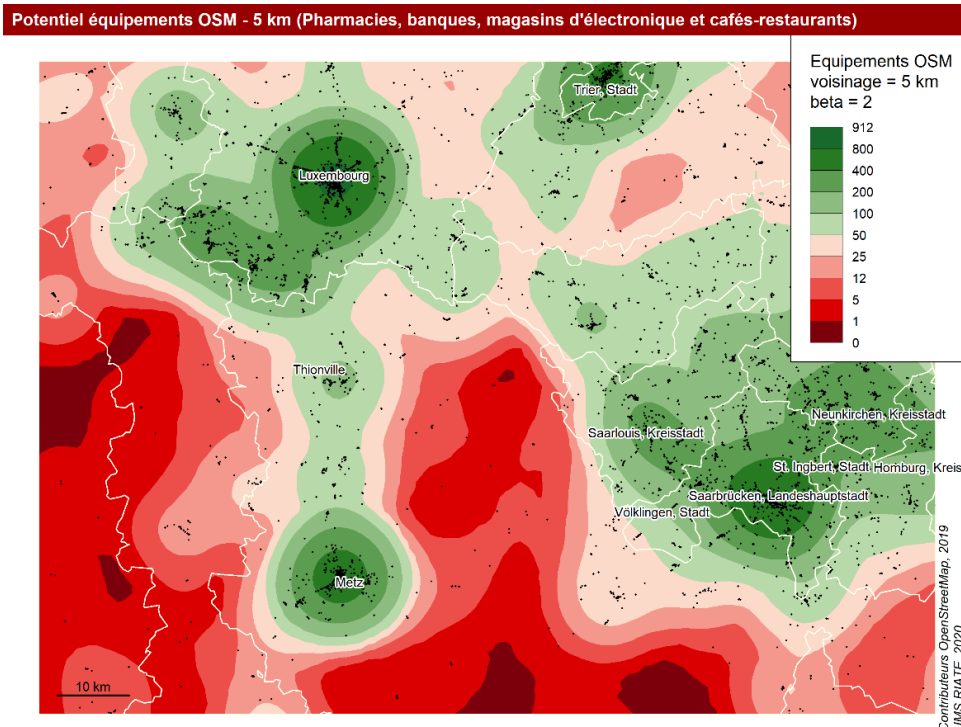 Potentiel équipements OSM - 5 km (Pharmacies, banques, magasins d'électronique et cafés-restaurants)
Equipements OSM
voisinage = 5 km
beta = 2
912
800
400
200
100
50
25
12
5
1
0
Trier, Stadt
Luxembourg
Thionville
Neunkirchen, Kreisstadt
Saarlouis, Kreisstadt
St. Ingbert, Stadt
Homburg, Kreis
Saarbrücken, Landeshauptstadt
Völklingen, Stadt
Metz
10 km
Contributeurs OpenStreetMap, 2019
UMS RIATE, 2020